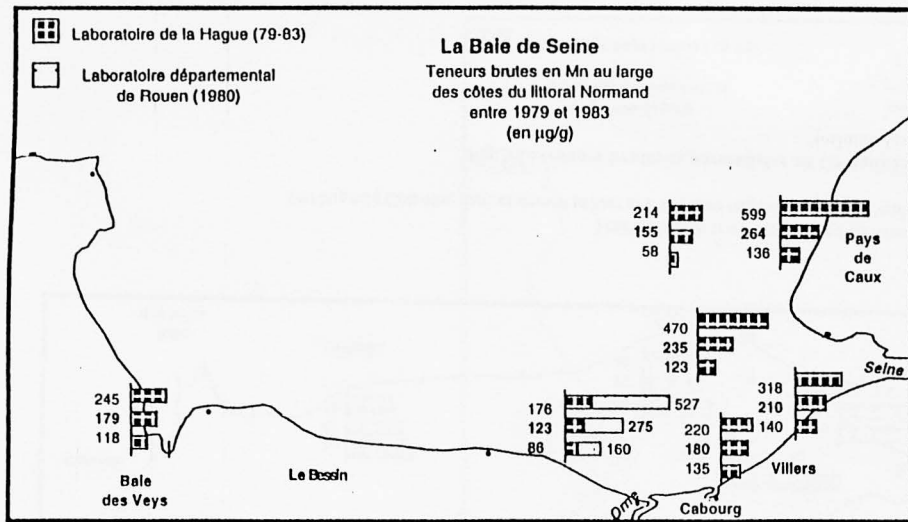 Laboratoire de la Hague (79-83)
Laboratoire départemental
de Rouen (1980)
La Baie de Seine
Teneurs brutes en Mn au large
des côtes du littoral Normand
entre 1979 et 1983
(en µg/g)
214
155
58
599
264
136
Pays
de
Caux
470
235
123
Seine
245
179
118
176
123
86
527
275
160
220
180
135
318
210
140
Baie
des Veys
Le Bessin
Orne
Cabourg
Villers